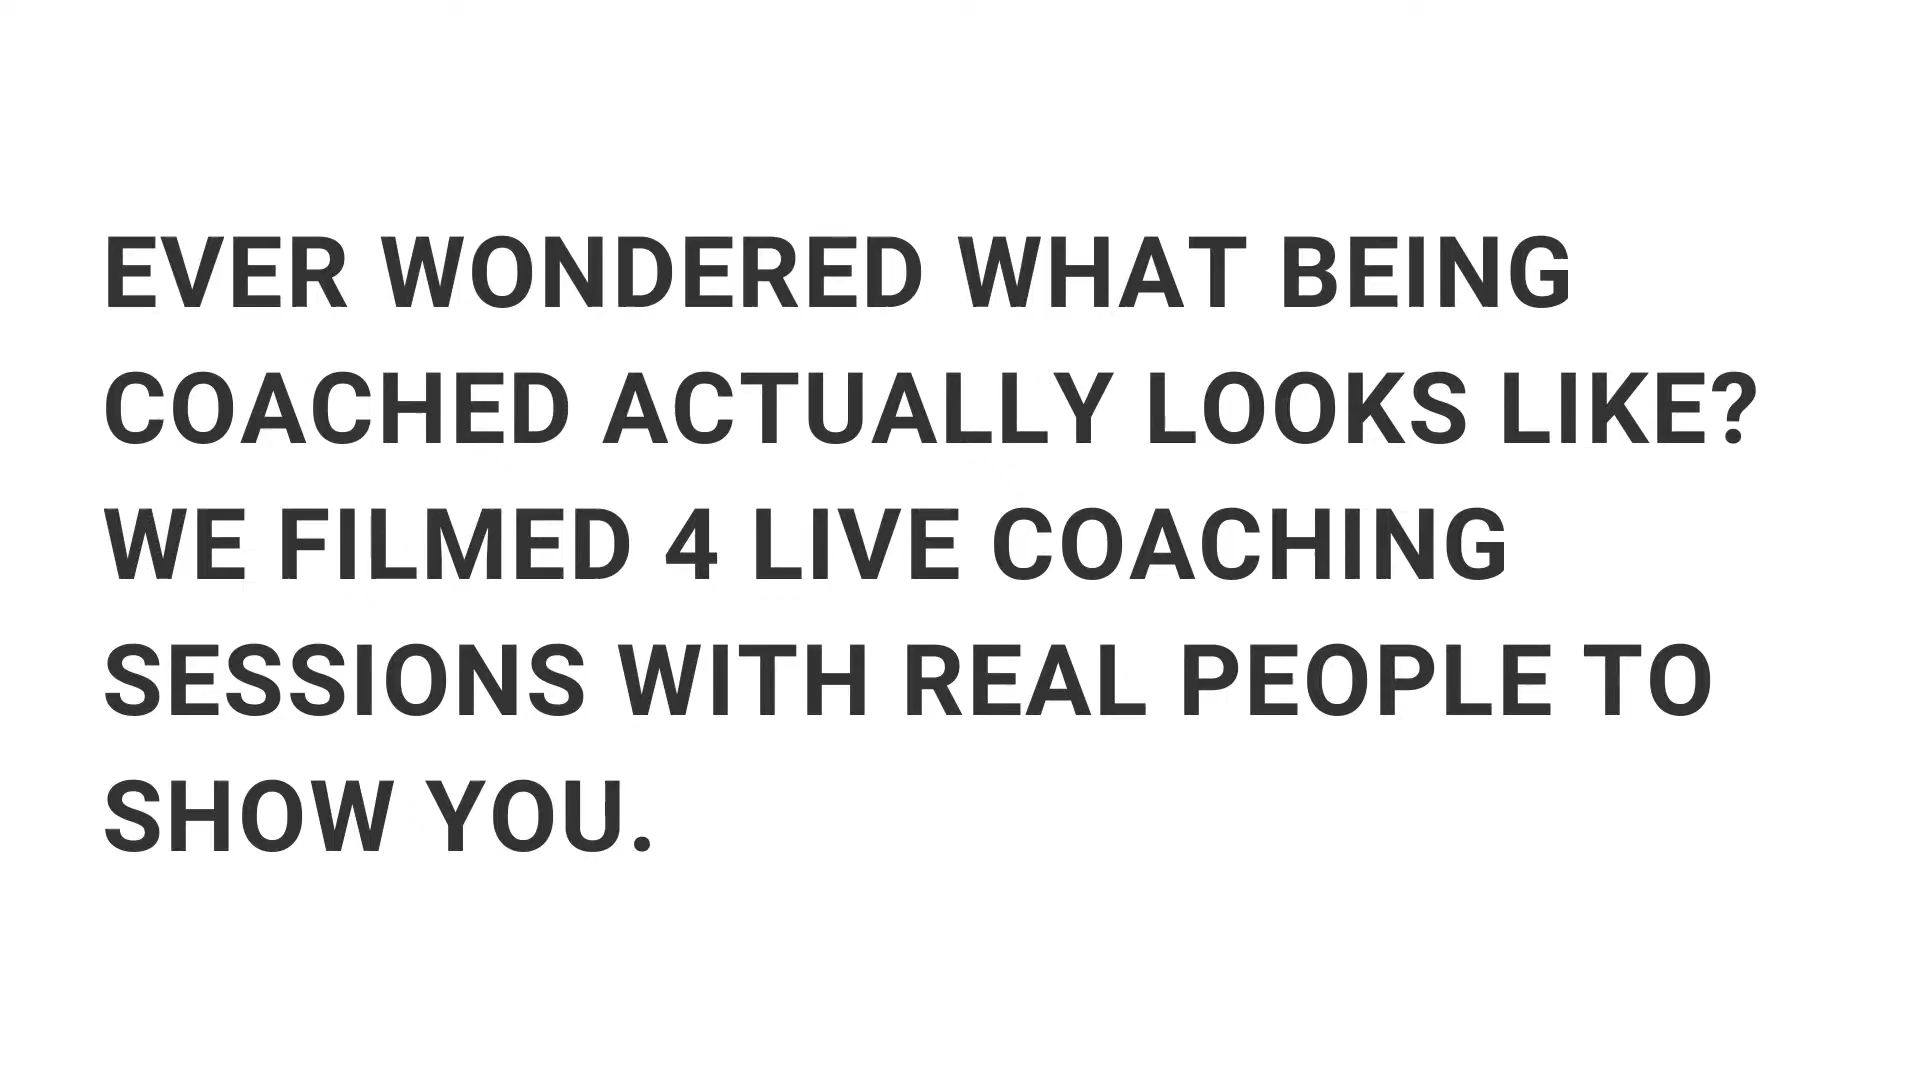 EVER WONDERED WHAT BEING
COACHED ACTUALLY LOOKS LIKE?
WE FILMED 4 LIVE COACHING
SESSIONS WITH REAL PEOPLE TO
SHOW YOU.